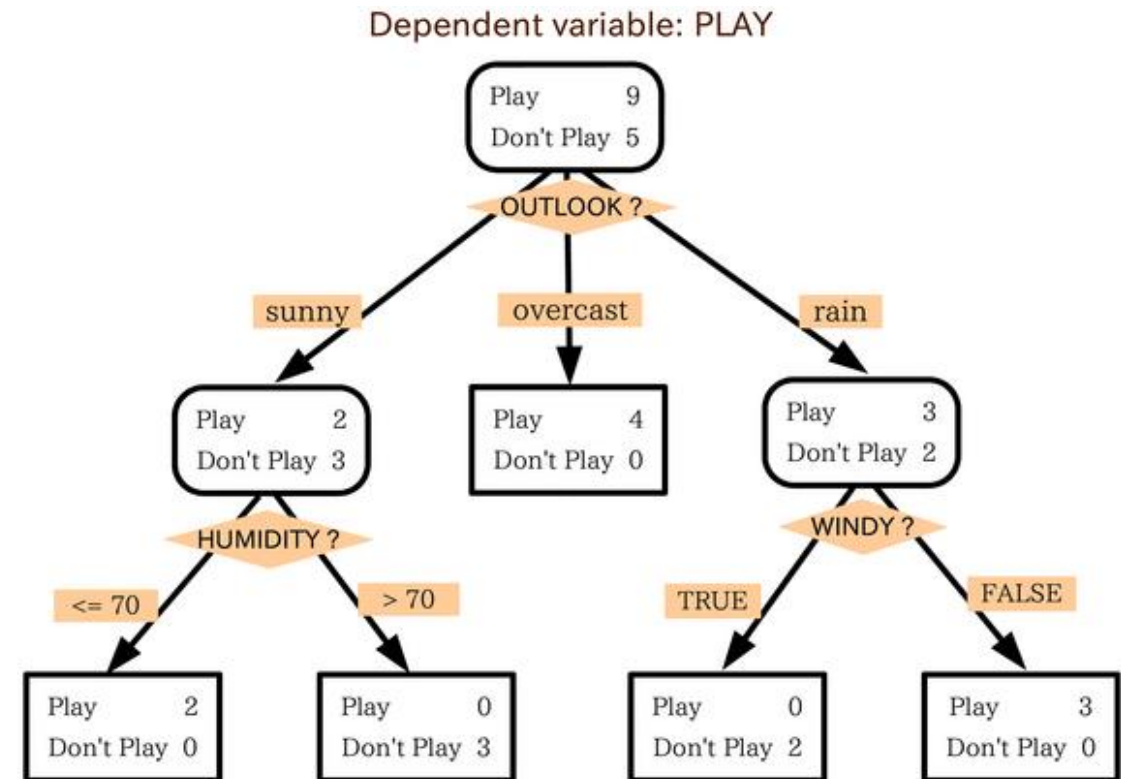 Dependent variable: PLAY
Play 9
Don't Play 5
OUTLOOK ?
sunny
overcast
rain
Play 2
Don't Play 3
Play 4
Don't Play 0
Play 3
Don't Play 2
HUMIDITY ?
WINDY ?
<= 70
> 70
TRUE
FALSE
Play 2
Don't Play 0
Play 0
Don't Play 3
Play 0
Don't Play 2
Play 3
Don't Play 0